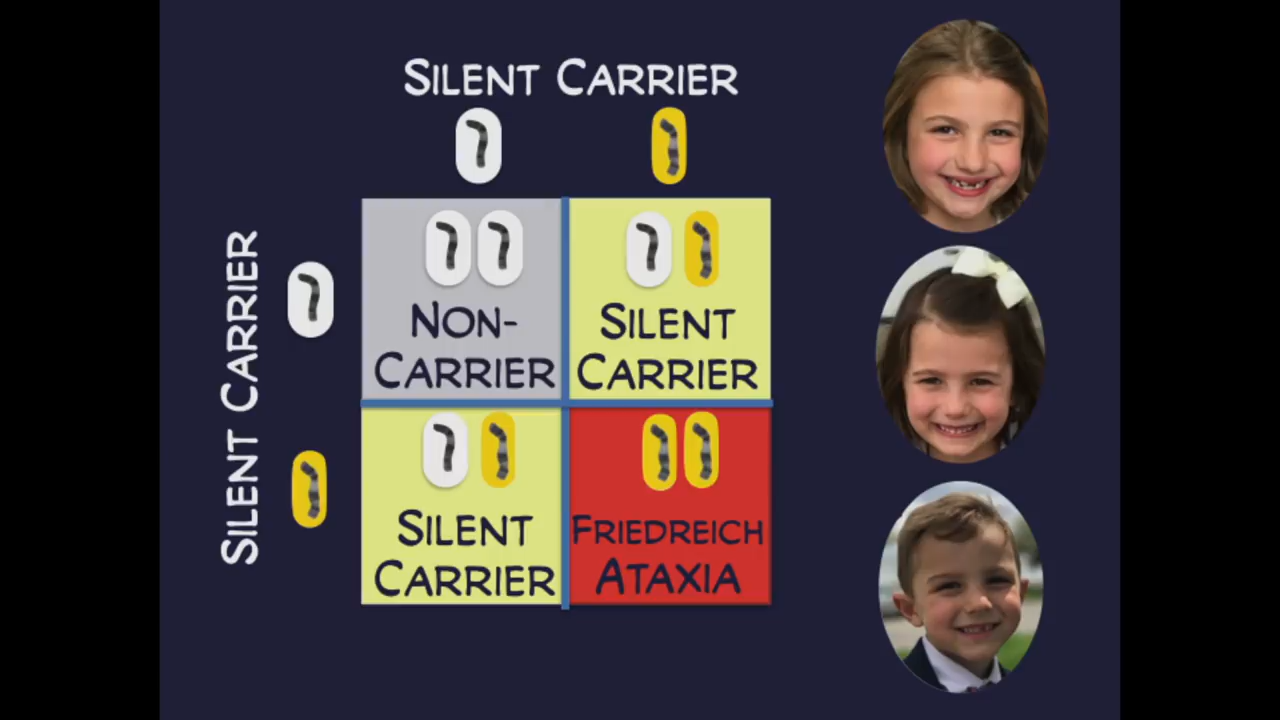 SILENT CARRIER
SILENT CARRIER
NON-
CARRIER
SILENT
CARRIER
SILENT
CARRIER
FRIEDREICH
ATAXIA